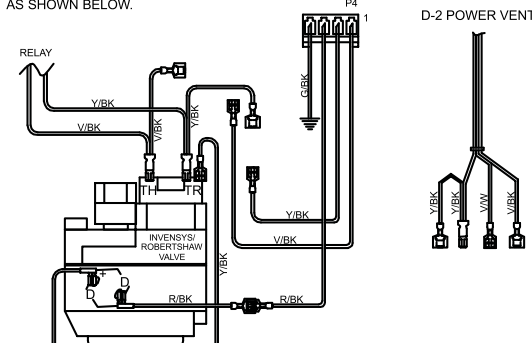 AS SHOWN BELOW.
P4
1
D-2 POWER VENT
RELAY
G/BK
Y/BK
V/BK
V/BK
Y/BK
TH
TR
Y/BK
V/BK
Y/BK
INVENSYS/
ROBERTSHAW
VALVE
+
D
D
R/BK
R/BK
Y/BK
Y/BK
V/W
V/BK